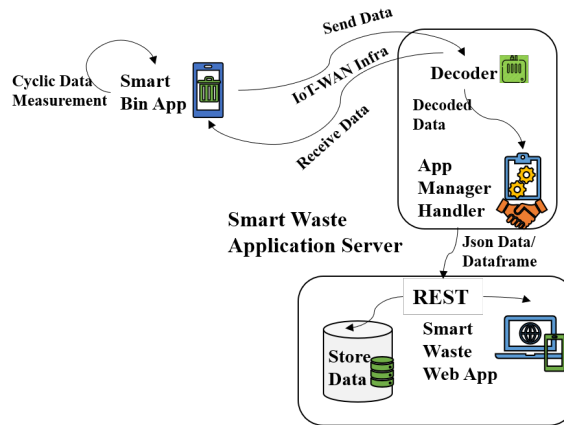 Send Data
IoT-WAN Infra
Receive Data
Cyclic Data
Measurement
Smart
Bin App
Decoder
Decoded
Data
App
Manager
Handler
Smart Waste
Application Server
Json Data/
Dataframe
REST
Store
Data
Smart
Waste
Web App